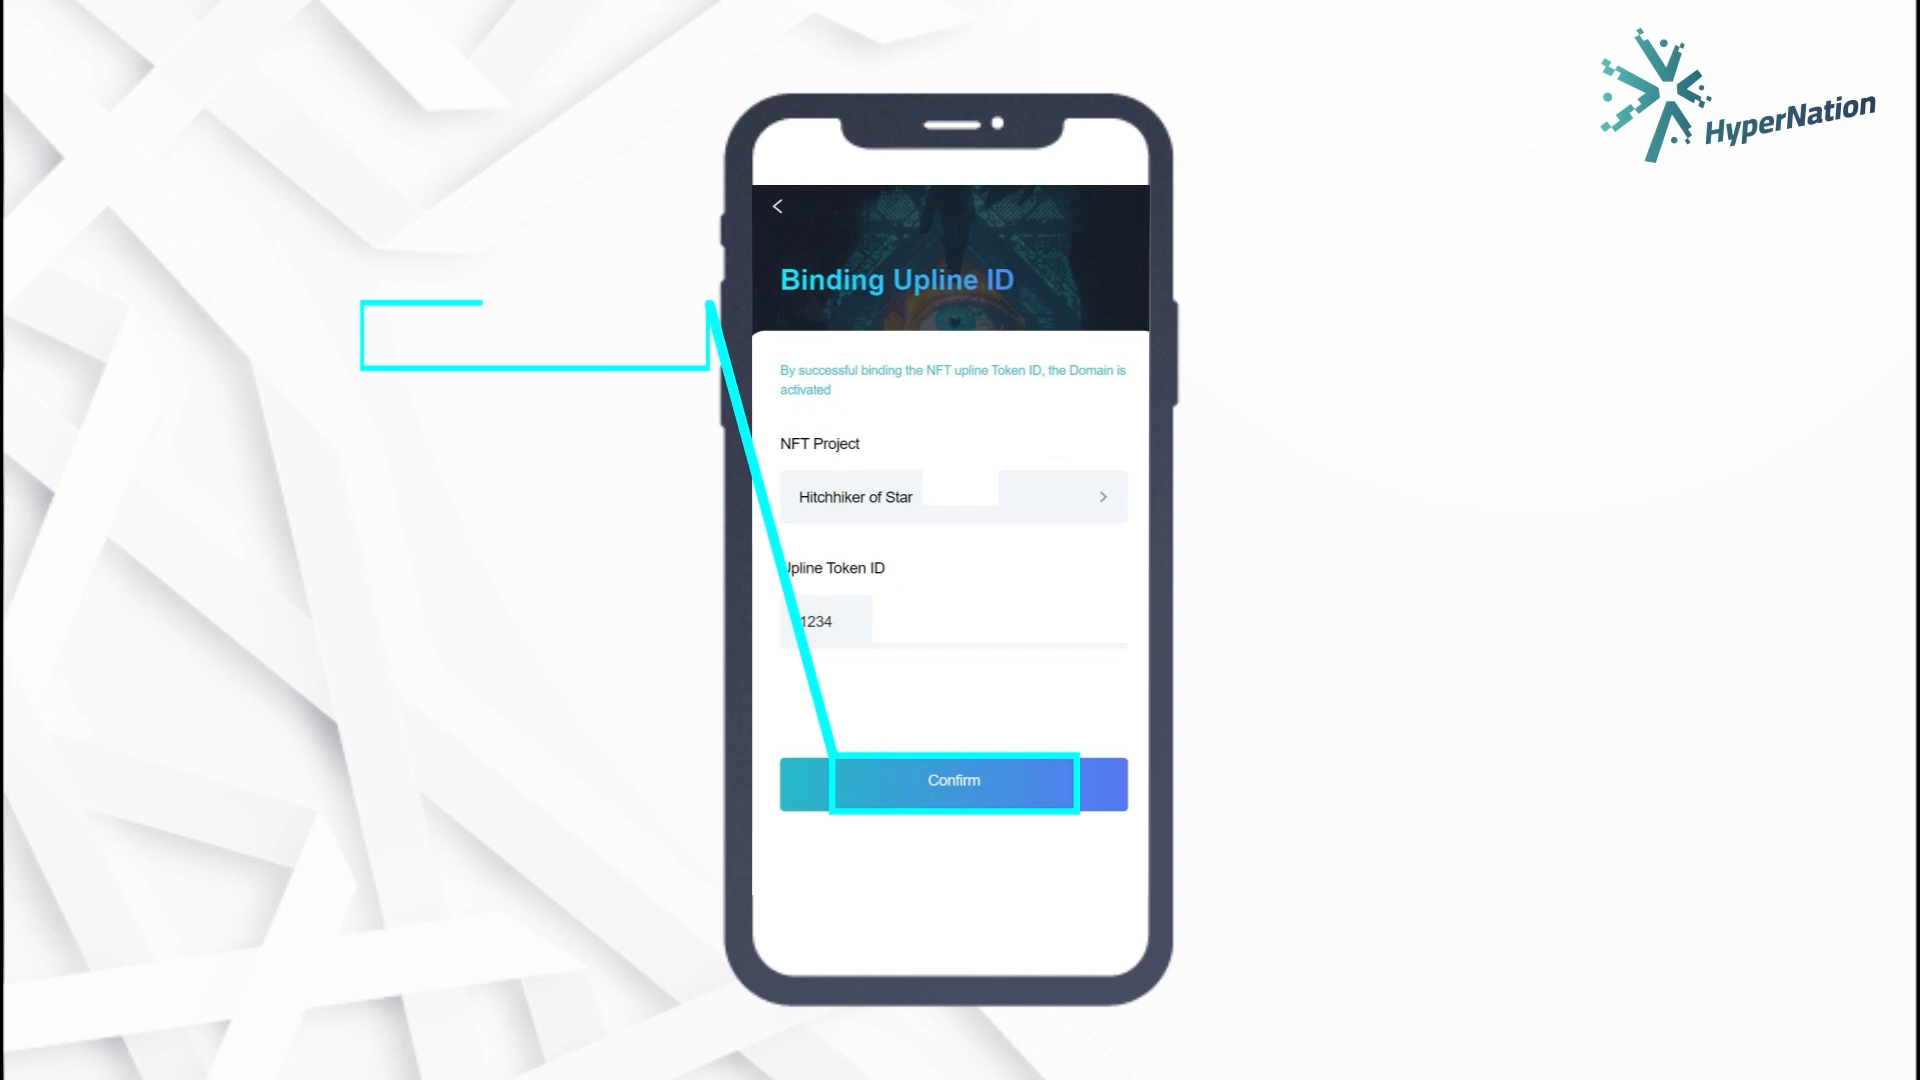 HyperNation
Binding Upline ID
By successful binding the NFT upline Token ID, the Domain is
activated
NFT Project
Hitchhiker of Star
Upline Token ID
1234
Confirm